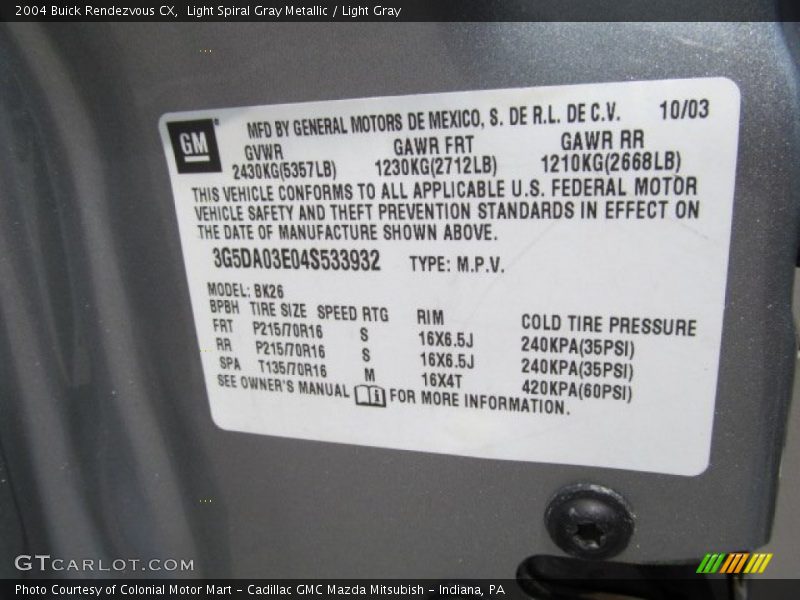 2004 Buick Rendezvous CX,  Light Spiral Gray Metallic / Light Gray
GM MFD BY GENERAL MOTORS DE MEXICO, S. DE R.L. DE C.V. 10/03
GVWR GAWR FRT GAWR RR
2430KG(5357LB) 1230KG(2712LB) 1210KG(2668LB)
THIS VEHICLE CONFORMS TO ALL APPLICABLE U.S. FEDERAL MOTOR
VEHICLE SAFETY AND THEFT PREVENTION STANDARDS IN EFFECT ON
THE DATE OF MANUFACTURE SHOWN ABOVE.
3G5DA03E04S533932 TYPE: M.P.V.
MODEL: BK26
BPBH TIRE SIZE SPEED RTG RIM COLD TIRE PRESSURE
FRT P215/70R16 S 16X6.5J 240KPA(35PSI)
RR P215/70R16 S 16X6.5J 240KPA(35PSI)
SPA T135/70R16 M 16X4T 420KPA(60PSI)
SEE OWNER'S MANUAL i FOR MORE INFORMATION.
GTCARLOT.COM
Photo Courtesy of Colonial Motor Mart - Cadillac GMC Mazda Mitsubish - Indiana, PA